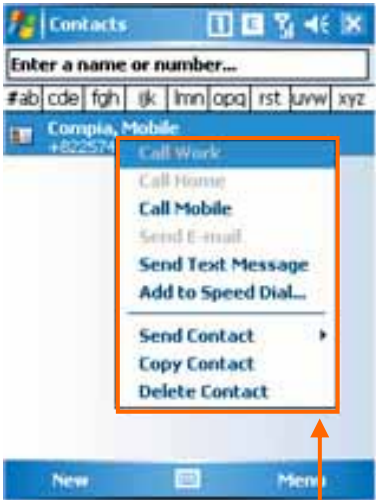 Contacts
Enter a name or number...
#ab cde fgh ijk lmn opq rst uvw xyz
Compia, Mobile
+822574
Call Work
Call Home
Call Mobile
Send E-mail
Send Text Message
Add to Speed Dial...
Send Contact
Copy Contact
Delete Contact
New Menu